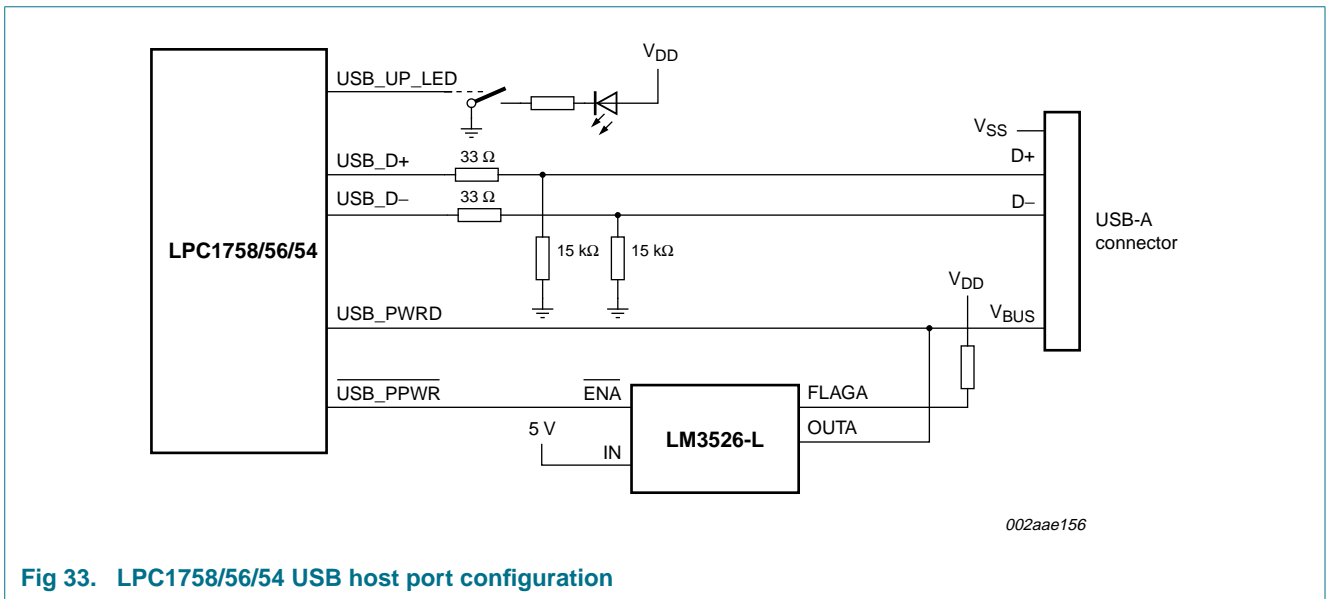 V_DD
USB_UP_LED
V_SS
USB_D+
33 Ω
D+
USB_D−
33 Ω
D−
USB-A
connector
LPC1758/56/54
15 kΩ
15 kΩ
V_DD
USB_PWRD
V_BUS
USB_PPWR
ENA
FLAGA
5 V
IN
LM3526-L
OUTA
002aae156
Fig 33. LPC1758/56/54 USB host port configuration